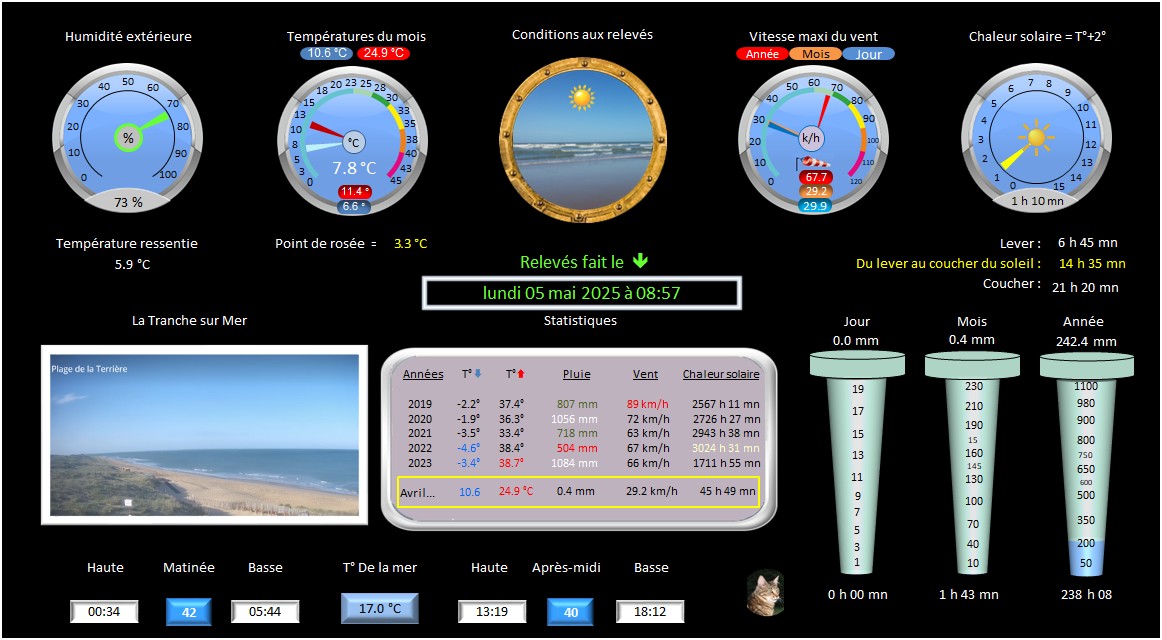 Humidité extérieure
0 10 20 30 40 50 60 70 80 90 100
%
73 %
Températures du mois
10.6 °C 24.9 °C
0 3 5 8 10 13 15 18 20 23 25 28 30 33 35 38 40 43 45
°C
7.8 °C
11.4 °
6.6 °
Conditions aux relevés
Vitesse maxi du vent
Année Mois Jour
0 10 20 30 40 50 60 70 80 90 100 110 120
k/h
67.7
29.2
29.9
Chaleur solaire = T°+2°
0 1 2 3 4 5 6 7 8 9 10 11 12 13 14 15
1 h 10 mn
Température ressentie
5.9 °C
Point de rosée = 3.3 °C
Relevés fait le
lundi 05 mai 2025 à 08:57
Lever : 6 h 45 mn
Du lever au coucher du soleil : 14 h 35 mn
Coucher : 21 h 20 mn
La Tranche sur Mer
Plage de la Terrière
Statistiques
Années T° T° Pluie Vent Chaleur solaire
2019 -2.2° 37.4° 807 mm 89 km/h 2567 h 11 mn
2020 -1.9° 36.3° 1056 mm 72 km/h 2726 h 27 mn
2021 -3.5° 33.4° 718 mm 63 km/h 2943 h 38 mn
2022 -4.6° 38.4° 504 mm 67 km/h 3024 h 31 mn
2023 -3.4° 38.7° 1084 mm 66 km/h 1711 h 55 mn
Avril... 10.6 24.9 °C 0.4 mm 29.2 km/h 45 h 49 mn
Jour
0.0 mm
19
17
15
13
11
9
7
5
3
1
0 h 00 mn
Mois
0.4 mm
230
210
190
15
160
145
130
100
70
40
10
1 h 43 mn
Année
242.4 mm
1100
980
900
800
750
650
600
500
350
200
50
238 h 08
Haute Matinée Basse T° De la mer Haute Après-midi Basse
00:34 42 05:44 17.0 °C 13:19 40 18:12